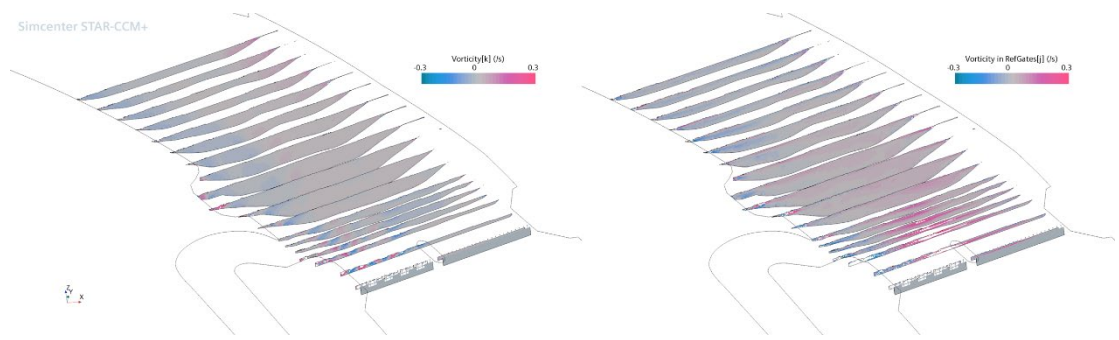 Simcenter STAR-CCM+
Vorticity[k] (/s)
-0.3 0 0.3
Z
Y
X
Vorticity in RefGates[j] (/s)
-0.3 0 0.3